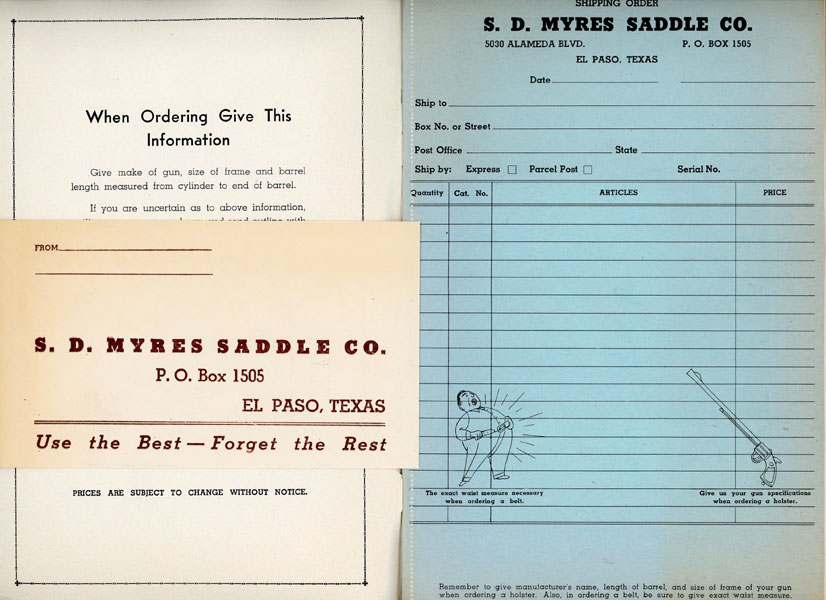 When Ordering Give This
Information
Give make of gun, size of frame and barrel
length measured from cylinder to end of barrel.
If you are uncertain as to above information,
and send outline with
FROM
S. D. MYRES SADDLE CO.
P. O. Box 1505
EL PASO, TEXAS
Use the Best — Forget the Rest
PRICES ARE SUBJECT TO CHANGE WITHOUT NOTICE.
SHIPPING ORDER
S. D. MYRES SADDLE CO.
5030 ALAMEDA BLVD. P. O. BOX 1505
EL PASO, TEXAS
Date
Ship to
Box No. or Street
Post Office State
Ship by: Express Parcel Post Serial No.
Quantity Cat. No. ARTICLES PRICE
The exact waist measure necessary
when ordering a belt.
Give us your gun specifications
when ordering a holster.
Remember to give manufacturer's name, length of barrel, and size of frame of your gun
when ordering a holster. Also, in ordering a belt, be sure to give exact waist measure.